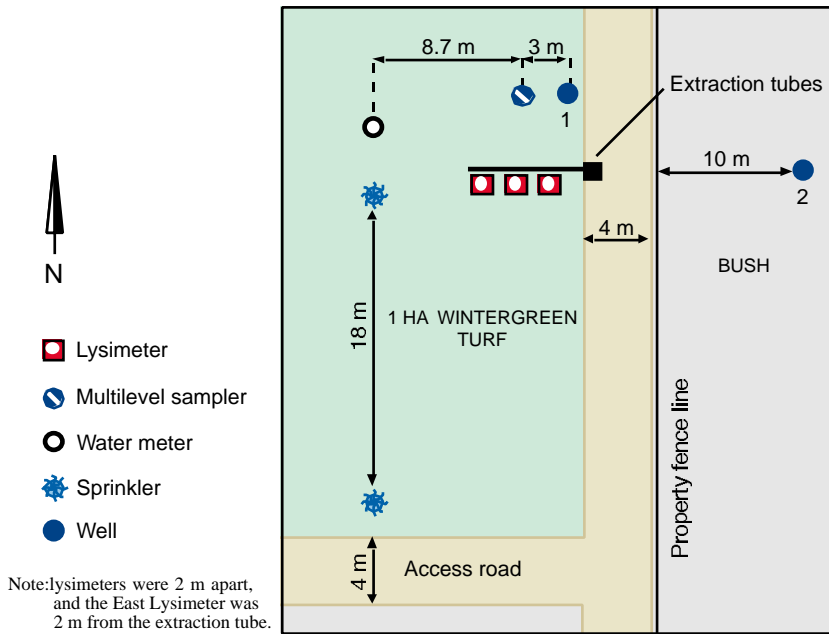 8.7 m
3 m
1
Extraction tubes
10 m
2
4 m
BUSH
N
18 m
1 HA WINTERGREEN
TURF
Lysimeter
Multilevel sampler
Water meter
Sprinkler
Well
Property fence line
4 m
Access road
Note:lysimeters were 2 m apart,
and the East Lysimeter was
2 m from the extraction tube.